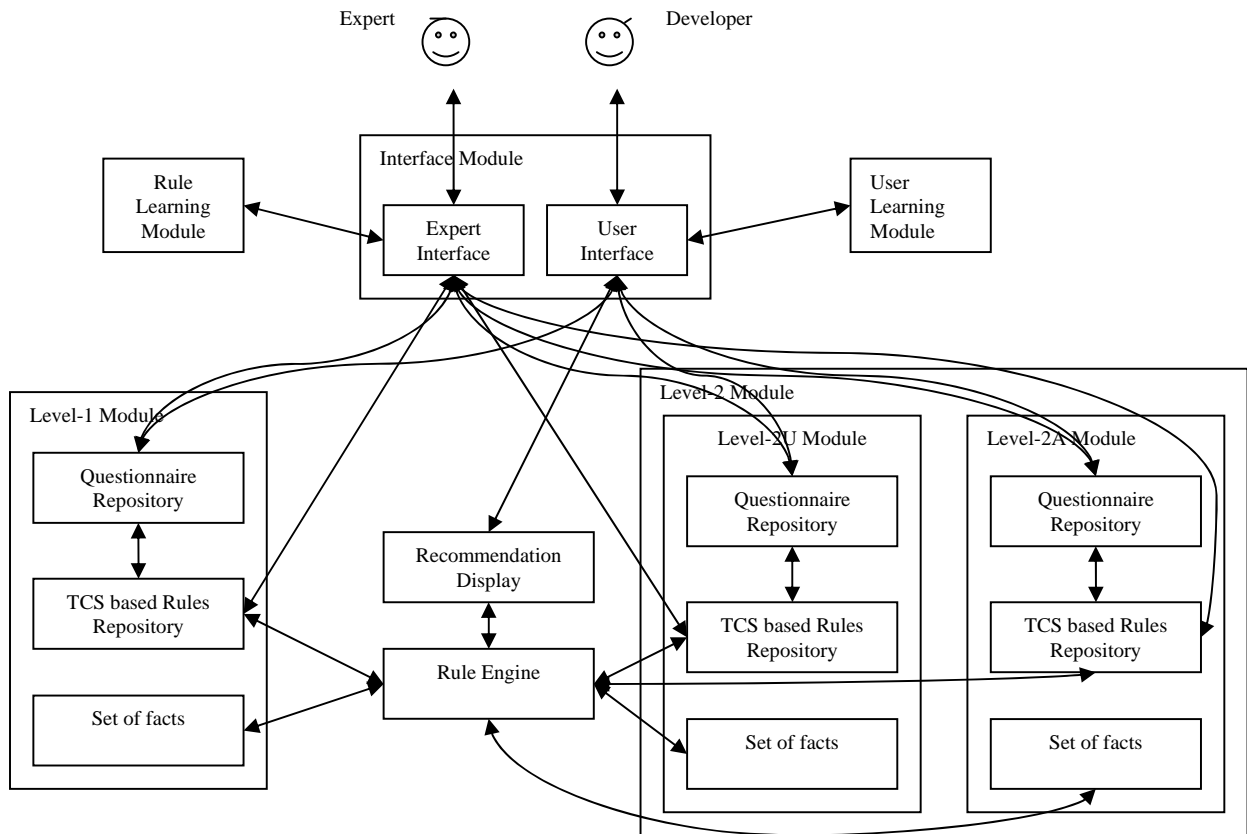 Expert
Developer
Interface Module
Rule
Learning
Module
Expert
Interface
User
Interface
User
Learning
Module
Level-1 Module
Questionnaire
Repository
TCS based Rules
Repository
Set of facts
Recommendation
Display
Rule Engine
Level-2 Module
Level-2U Module
Questionnaire
Repository
TCS based Rules
Repository
Set of facts
Level-2A Module
Questionnaire
Repository
TCS based Rules
Repository
Set of facts